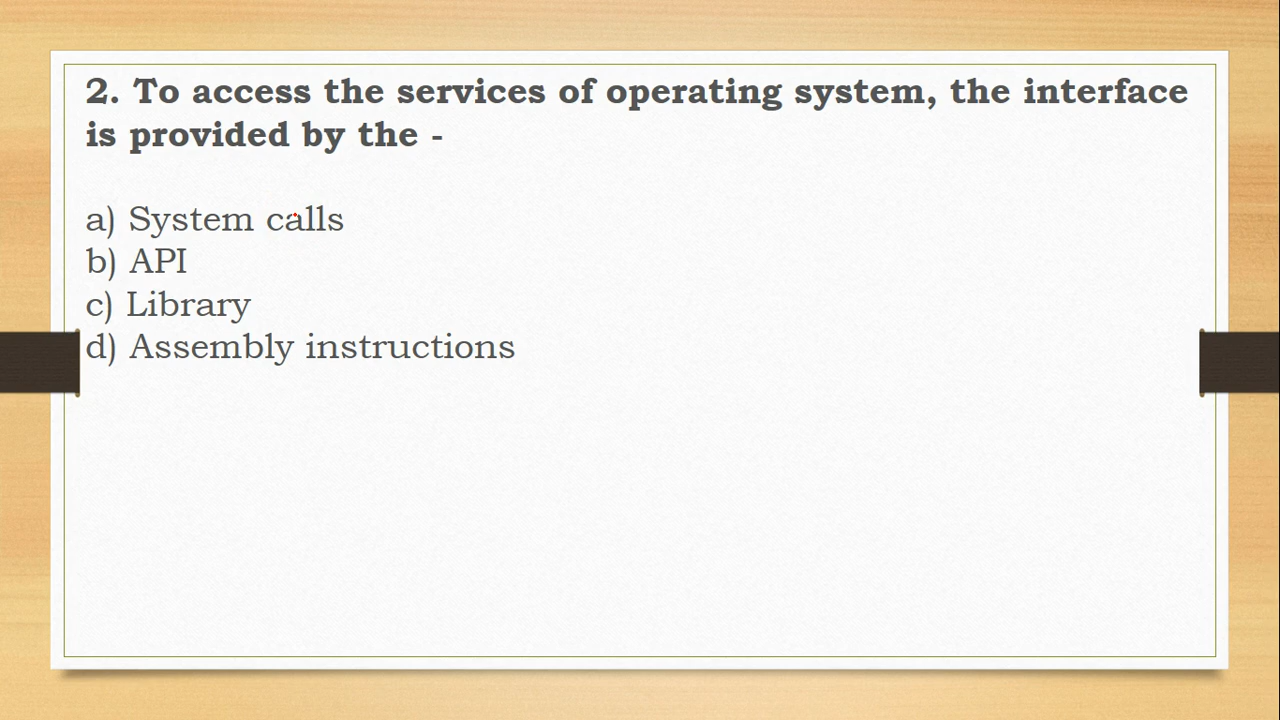 2. To access the services of operating system, the interface
is provided by the -
a) System calls
b) API
c) Library
d) Assembly instructions